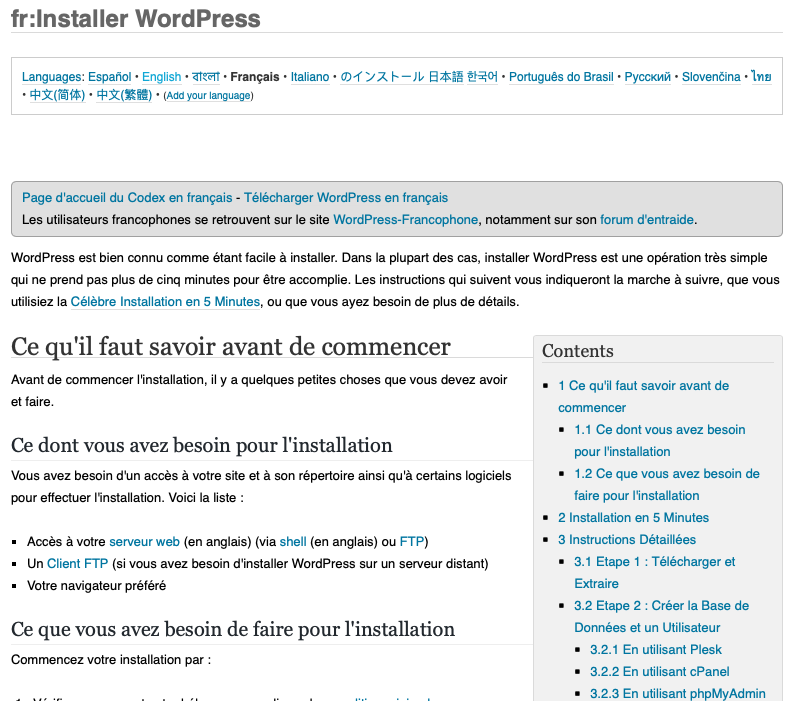 fr:Installer WordPress
Languages: Español • English • বাংলা • Français • Italiano • のインストール 日本語 한국어 • Português do Brasil • Русский • Slovenčina • ไทย
• 中文(简体) • 中文(繁體) • (Add your language)
Page d'accueil du Codex en français - Télécharger WordPress en français
Les utilisateurs francophones se retrouvent sur le site WordPress-Francophone, notamment sur son forum d'entraide.
WordPress est bien connu comme étant facile à installer. Dans la plupart des cas, installer WordPress est une opération très simple
qui ne prend pas plus de cinq minutes pour être accomplie. Les instructions qui suivent vous indiqueront la marche à suivre, que vous
utilisiez la Célèbre Installation en 5 Minutes, ou que vous ayez besoin de plus de détails.
Ce qu'il faut savoir avant de commencer
Avant de commencer l'installation, il y a quelques petites choses que vous devez avoir
et faire.
Ce dont vous avez besoin pour l'installation
Vous avez besoin d'un accès à votre site et à son répertoire ainsi qu'à certains logiciels
pour effectuer l'installation. Voici la liste :
Accès à votre serveur web (en anglais) (via shell (en anglais) ou FTP)
Un Client FTP (si vous avez besoin d'installer WordPress sur un serveur distant)
Votre navigateur préféré
Ce que vous avez besoin de faire pour l'installation
Commencez votre installation par :
Contents
1 Ce qu'il faut savoir avant de
commencer
1.1 Ce dont vous avez besoin
pour l'installation
1.2 Ce que vous avez besoin de
faire pour l'installation
2 Installation en 5 Minutes
3 Instructions Détaillées
3.1 Etape 1 : Télécharger et
Extraire
3.2 Etape 2 : Créer la Base de
Données et un Utilisateur
3.2.1 En utilisant Plesk
3.2.2 En utilisant cPanel
3.2.3 En utilisant phpMyAdmin